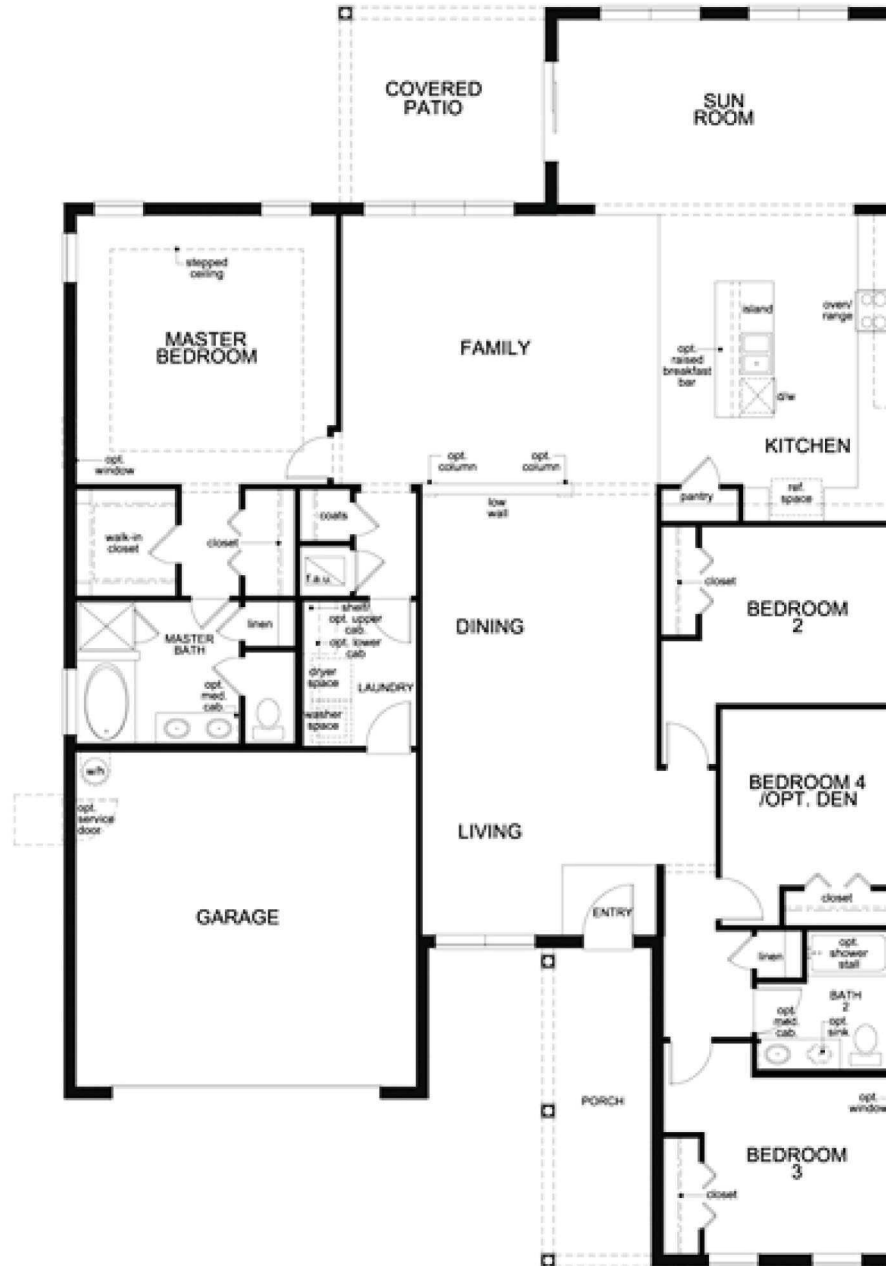 COVERED
PATIO
SUN
ROOM
stepped
ceiling
MASTER
BEDROOM
FAMILY
island
oven/
range
opt.
raised
breakfast
bar
d/w
KITCHEN
opt.
window
opt.
column
opt.
column
low
wall
pantry
ref.
space
walk-in
closet
closet
coats
f.a.u.
closet
BEDROOM
2
DINING
MASTER
BATH
linen
shelf/
opt. upper
cab.
opt. lower
cab
dryer
space
LAUNDRY
washer
space
opt.
med.
cab.
w/h
opt.
service
door
BEDROOM 4
/OPT. DEN
LIVING
closet
GARAGE
ENTRY
linen
opt.
shower
stall
BATH
2
opt.
med.
cab.
opt.
sink
PORCH
opt.
window
BEDROOM
3
closet